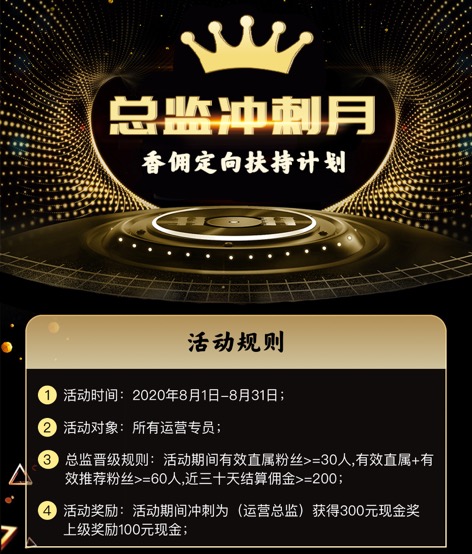 总监冲刺月
香佣定向扶持计划
活动规则
1 活动时间：2020年8月1日-8月31日；
2 活动对象：所有运营专员；
3 总监晋级规则：活动期间有效直属粉丝>=30人,有效直属+有
效推荐粉丝>=60人,近三十天结算佣金>=200；
4 活动奖励：活动期间冲刺为（运营总监）获得300元现金奖
上级奖励100元现金；